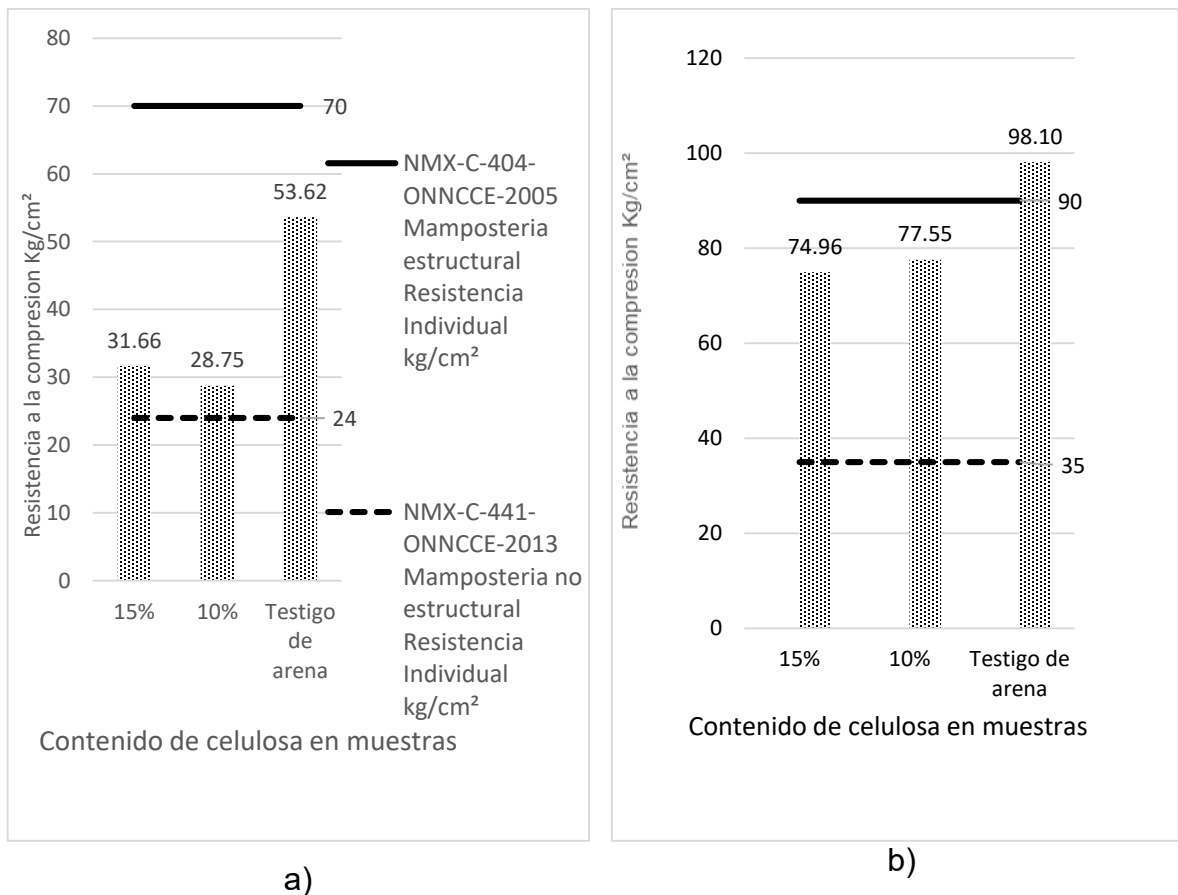 80
70
60
50
40
30
20
10
0
Resistencia a la compresion Kg/cm²
70
53.62
31.66
28.75
24
15%
10%
Testigo
de
arena
Contenido de celulosa en muestras
NMX-C-404-
ONNCCE-2005
Mamposteria
estructural
Resistencia
Individual
kg/cm²
NMX-C-441-
ONNCCE-2013
Mamposteria no
estructural
Resistencia
Individual
kg/cm²
a)
120
100
80
60
40
20
0
Resistencia a la compresion Kg/cm²
98.10
90
74.96
77.55
35
15%
10%
Testigo de
arena
Contenido de celulosa en muestras
b)